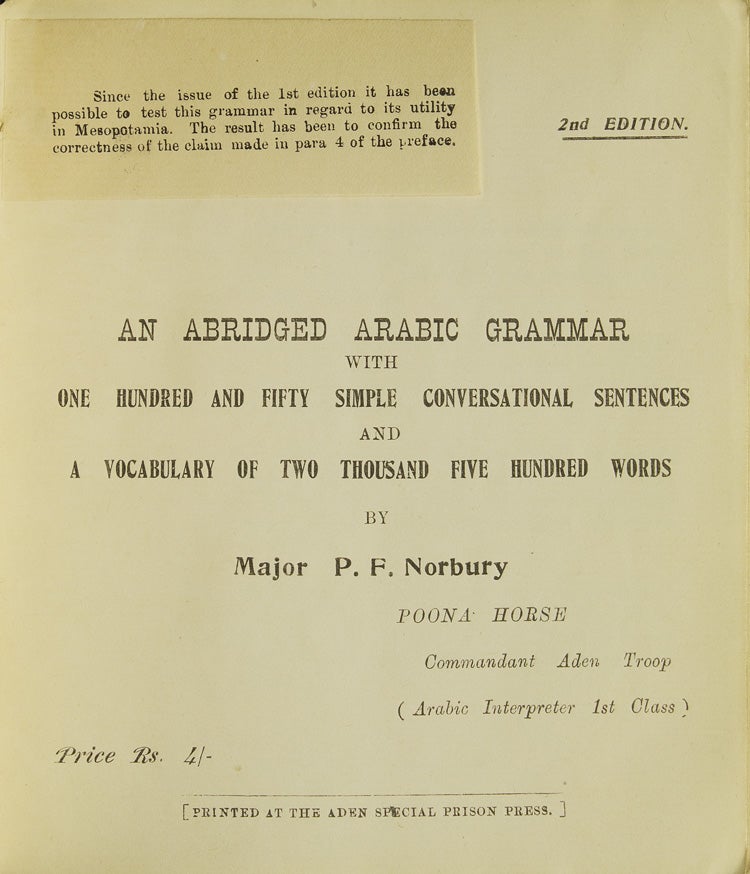 Since the issue of the 1st edition it has been
possible to test this grammar in regard to its utility
in Mesopotamia. The result has been to confirm the
correctness of the claim made in para 4 of the preface.
2nd EDITION.
AN ABRIDGED ARABIC GRAMMAR
WITH
ONE HUNDRED AND FIFTY SIMPLE CONVERSATIONAL SENTENCES
AND
A VOCABULARY OF TWO THOUSAND FIVE HUNDRED WORDS
BY
Major P. F. Norbury
POONA HORSE
Commandant Aden Troop
( Arabic Interpreter 1st Class )
Price Rs. 4/-
[PRINTED AT THE ADEN SPECIAL PRISON PRESS. ]